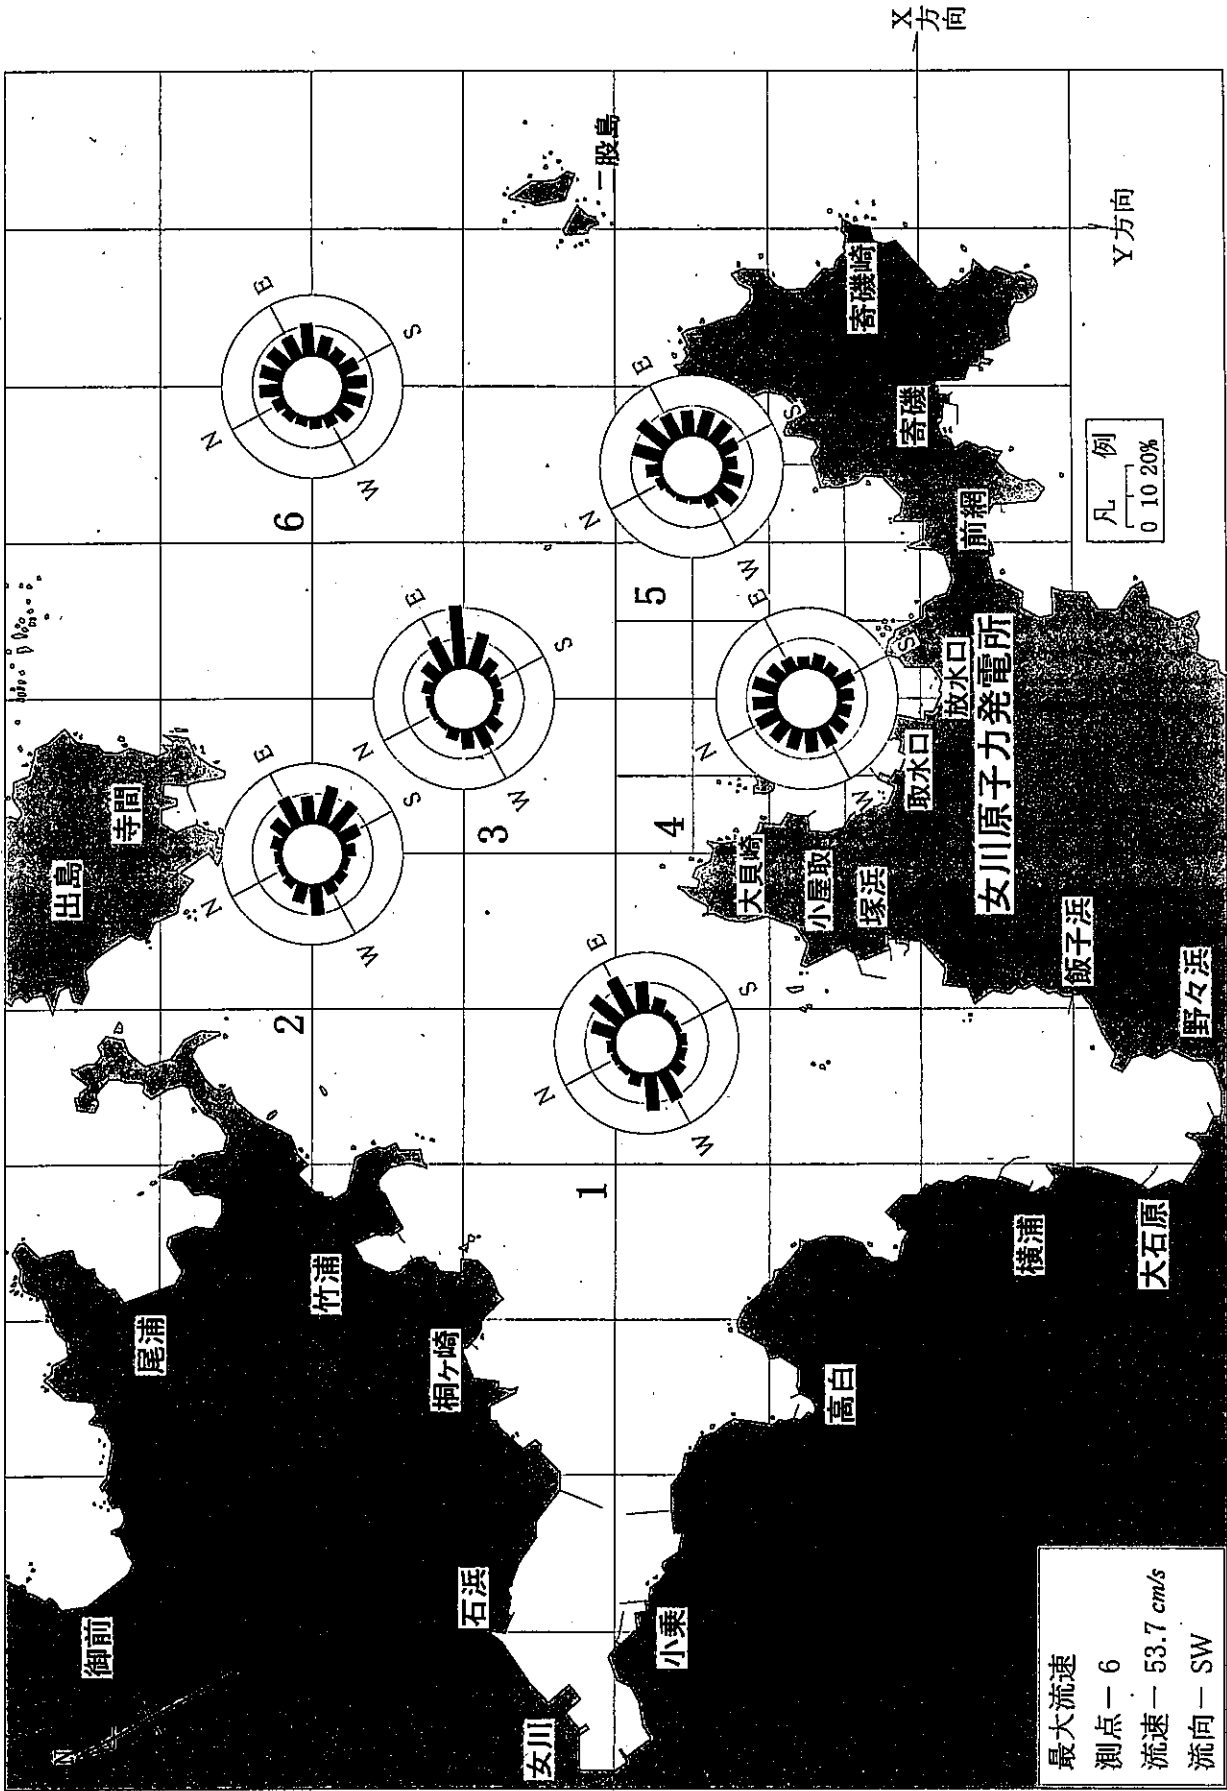 御前
尾浦
竹浦
桐ヶ崎
石浜
女川
小乗
高白
横浦
大石原
野々浜
飯子浜
塚浜
小屋取
大貝崎
出島
寺間
二股島
寄磯崎
寄磯
前網
女川原子力発電所
取水口
放水口
1
N
E
S
W
2
N
E
S
W
3
N
E
S
W
4
N
E
S
W
5
N
E
S
W
6
N
E
S
W
N
X方向
Y方向
凡 例
0 10 20%
最大流速
測点－6
流速－53.7 cm/s
流向－SW